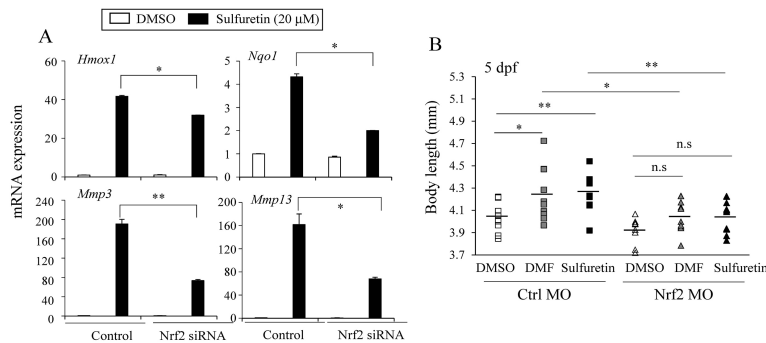 DMSO Sulfuretin (20 μM)
A
mRNA expression
Hmox1
*
60
40
20
0
Nqo1
*
5
4
3
2
1
0
Mmp3
**
240
200
160
120
80
40
0
Mmp13
*
200
160
120
80
40
0
Control Nrf2 siRNA
Control Nrf2 siRNA
B
5 dpf
Body length (mm)
5.3
5.1
4.9
4.7
4.5
4.3
4.1
3.9
3.7
**
*
**
*
n.s
n.s
DMSO DMF Sulfuretin DMSO DMF Sulfuretin
Ctrl MO Nrf2 MO